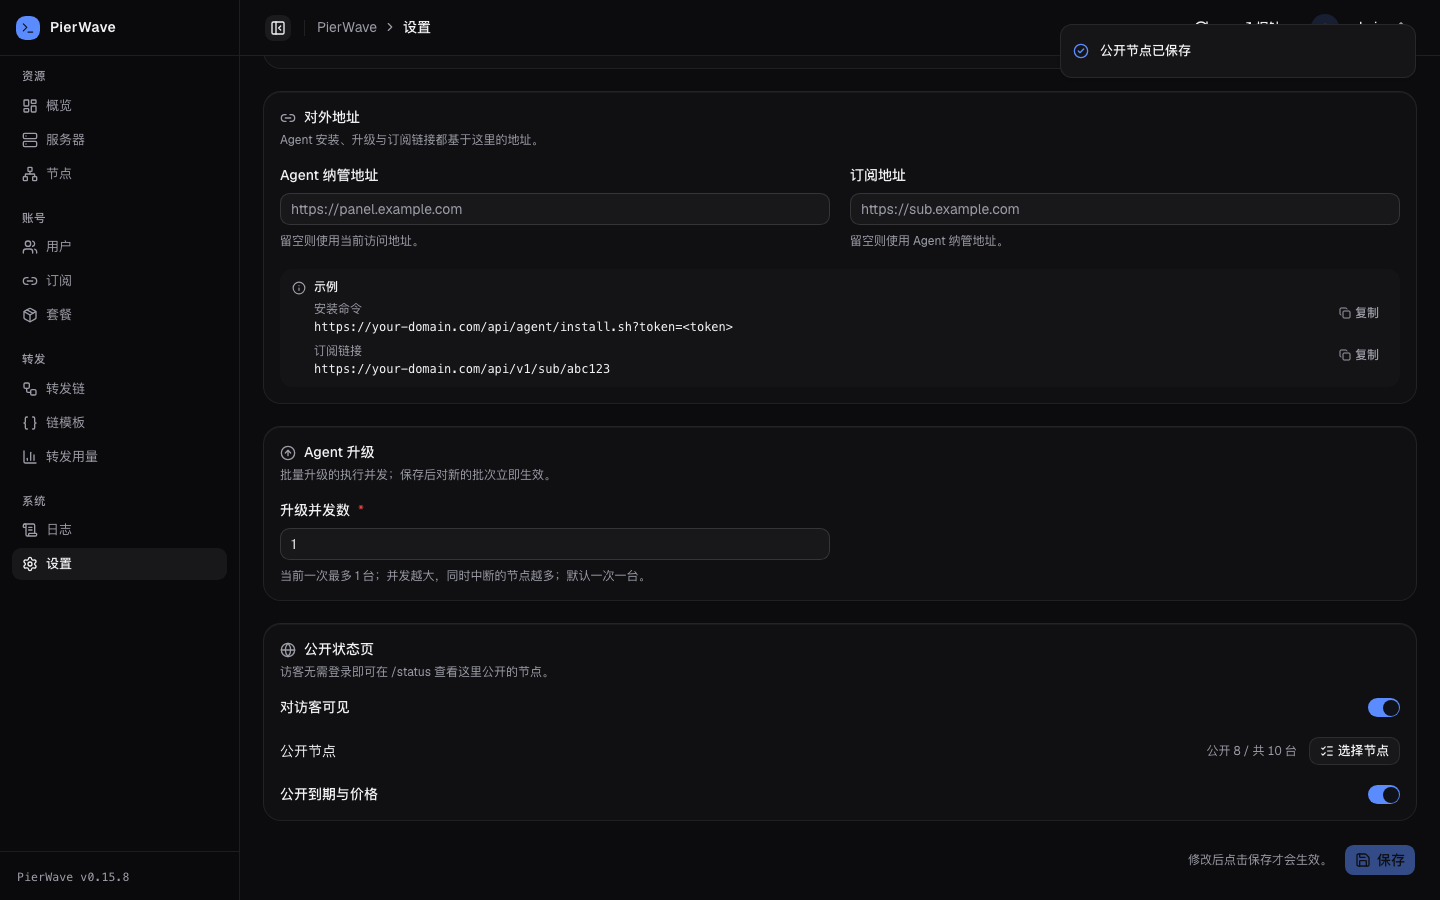 PierWave
PierWave > 设置
公开节点已保存
资源
概览
服务器
节点
账号
用户
订阅
套餐
转发
转发链
链模板
转发用量
系统
日志
设置
PierWave v0.15.8
对外地址
Agent 安装、升级与订阅链接都基于这里的地址。
Agent 纳管地址
https://panel.example.com
留空则使用当前访问地址。
订阅地址
https://sub.example.com
留空则使用 Agent 纳管地址。
示例
安装命令
https://your-domain.com/api/agent/install.sh?token=<token>
复制
订阅链接
https://your-domain.com/api/v1/sub/abc123
复制
Agent 升级
批量升级的执行并发；保存后对新的批次立即生效。
升级并发数 *
1
当前一次最多 1 台；并发越大，同时中断的节点越多；默认一次一台。
公开状态页
访客无需登录即可在 /status 查看这里公开的节点。
对访客可见
公开节点
公开 8 / 共 10 台
选择节点
公开到期与价格
修改后点击保存才会生效。
保存